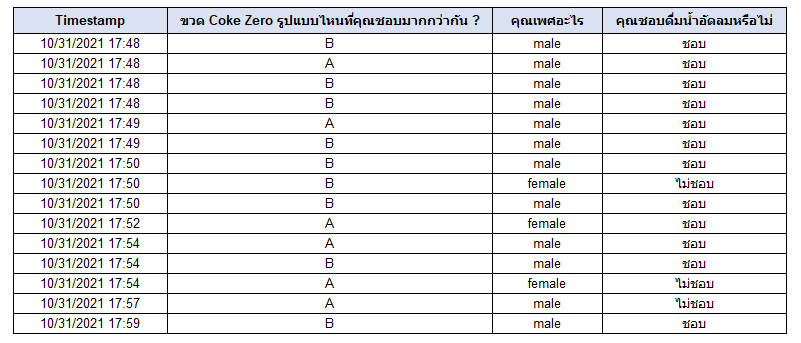 Timestamp ขวด Coke Zero รูปแบบไหนที่คุณชอบมากกว่ากัน ? คุณเพศอะไร คุณชอบดื่มน้ำอัดลมหรือไม่
10/31/2021 17:48 B male ชอบ
10/31/2021 17:48 A male ชอบ
10/31/2021 17:48 B male ชอบ
10/31/2021 17:48 B male ชอบ
10/31/2021 17:49 A male ชอบ
10/31/2021 17:49 B male ชอบ
10/31/2021 17:50 B male ชอบ
10/31/2021 17:50 B female ไม่ชอบ
10/31/2021 17:50 B male ชอบ
10/31/2021 17:52 A female ชอบ
10/31/2021 17:54 A male ชอบ
10/31/2021 17:54 B male ชอบ
10/31/2021 17:54 A female ไม่ชอบ
10/31/2021 17:57 A male ไม่ชอบ
10/31/2021 17:59 B male ชอบ